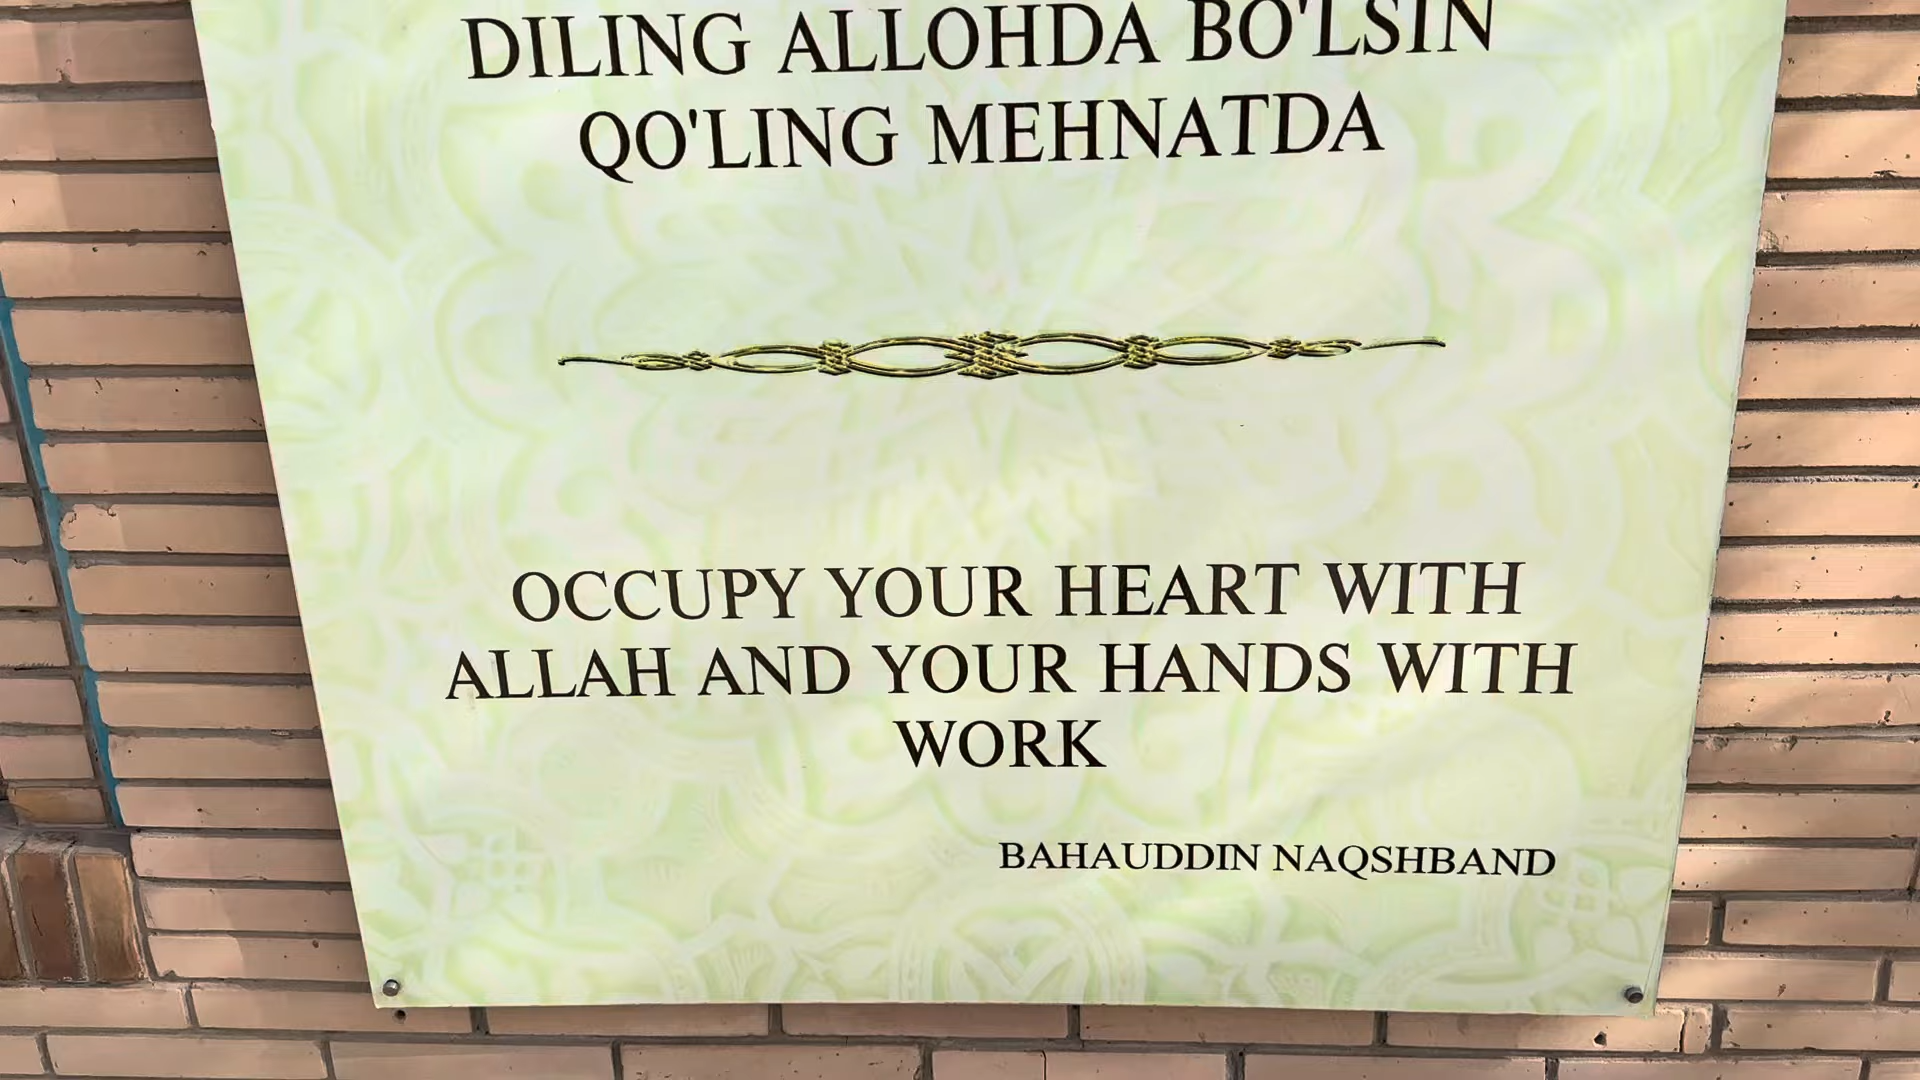 DILING ALLOHDA BO'LSIN
QO'LING MEHNATDA
OCCUPY YOUR HEART WITH
ALLAH AND YOUR HANDS WITH
WORK
BAHAUDDIN NAQSHBAND